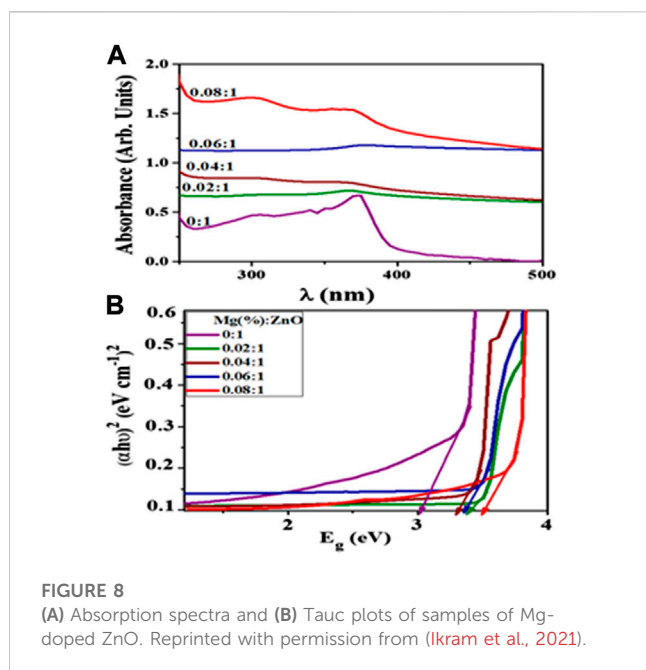 A
2.0
1.5
1.0
0.5
0.0
Absorbance (Arb. Units)
0.08:1
0.06:1
0.04:1
0.02:1
0:1
300
400
500
λ (nm)
B
0.6
0.4
0.3
0.2
0.1
(αhυ)² (eV cm⁻¹)²
Mg(%):ZnO
0:1
0.02:1
0.04:1
0.06:1
0.08:1
2
3
4
E_g (eV)
FIGURE 8
(A) Absorption spectra and (B) Tauc plots of samples of Mg-
doped ZnO. Reprinted with permission from (Ikram et al., 2021).